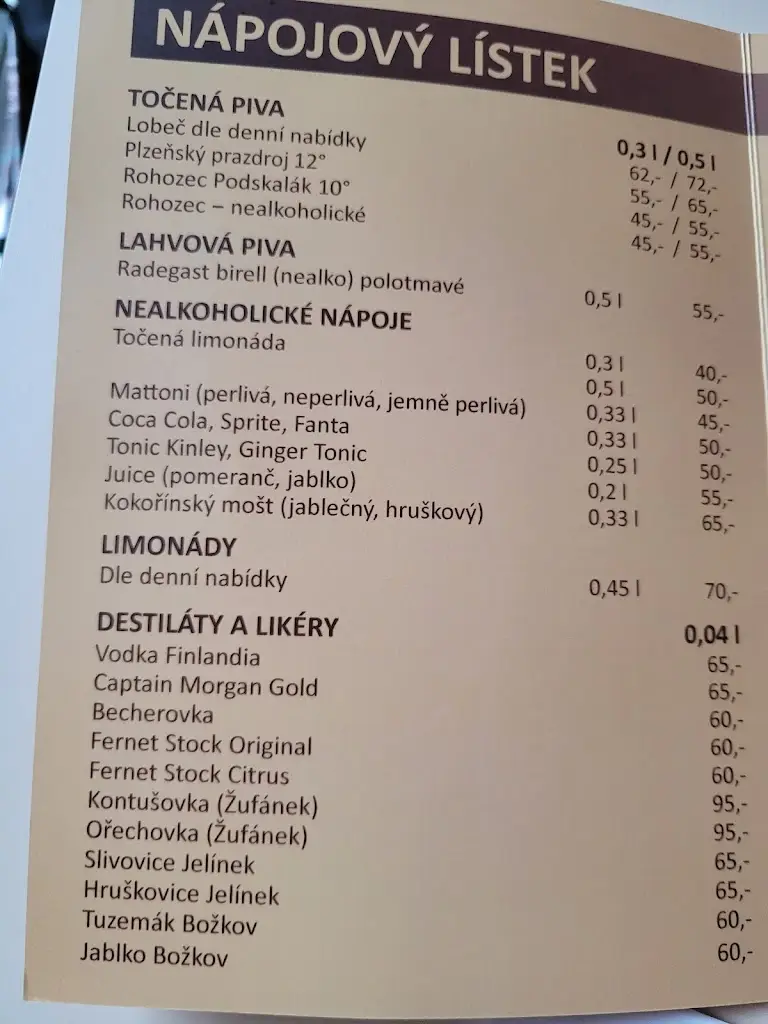 NÁPOJOVÝ LÍSTEK
TOČENÁ PIVA 0,3 l / 0,5 l
Lobeč dle denní nabídky 62,- / 72,-
Plzeňský prazdroj 12° 55,- / 65,-
Rohozec Podskalák 10° 45,- / 55,-
Rohozec – nealkoholické 45,- / 55,-
LAHVOVÁ PIVA
Radegast birell (nealko) polotmavé 0,5 l 55,-
NEALKOHOLICKÉ NÁPOJE
Točená limonáda 0,3 l 40,-
0,5 l 50,-
Mattoni (perlivá, neperlivá, jemně perlivá) 0,33 l 45,-
Coca Cola, Sprite, Fanta 0,33 l 50,-
Tonic Kinley, Ginger Tonic 0,25 l 50,-
Juice (pomeranč, jablko) 0,2 l 55,-
Kokořínský mošt (jablečný, hruškový) 0,33 l 65,-
LIMONÁDY
Dle denní nabídky 0,45 l 70,-
DESTILÁTY A LIKÉRY 0,04 l
Vodka Finlandia 65,-
Captain Morgan Gold 65,-
Becherovka 60,-
Fernet Stock Original 60,-
Fernet Stock Citrus 60,-
Kontušovka (Žufánek) 95,-
Ořechovka (Žufánek) 95,-
Slivovice Jelínek 65,-
Hruškovice Jelínek 65,-
Tuzemák Božkov 60,-
Jablko Božkov 60,-